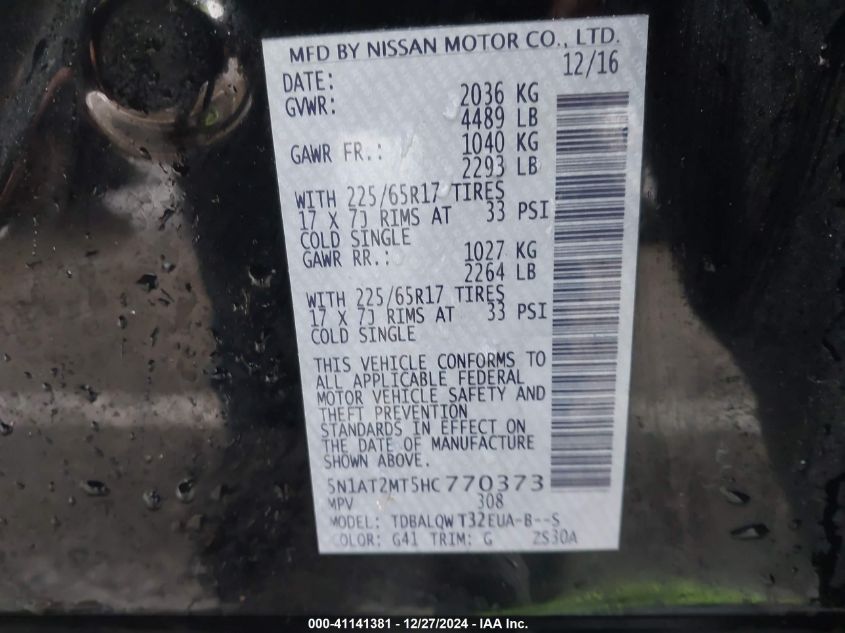 MFD BY NISSAN MOTOR CO., LTD.
DATE: 12/16
GVWR: 2036 KG
4489 LB
GAWR FR.: 1040 KG
2293 LB
WITH 225/65R17 TIRES
17 X 7J RIMS AT 33 PSI
COLD SINGLE
GAWR RR.: 1027 KG
2264 LB
WITH 225/65R17 TIRES
17 X 7J RIMS AT 33 PSI
COLD SINGLE
THIS VEHICLE CONFORMS TO
ALL APPLICABLE FEDERAL
MOTOR VEHICLE SAFETY AND
THEFT PREVENTION
STANDARDS IN EFFECT ON
THE DATE OF MANUFACTURE
SHOWN ABOVE.
5N1AT2MT5HC770373
MPV 308
MODEL: TDBALQW T32EUA-B--S
COLOR: G41 TRIM: G ZS30A
000-41141381 - 12/27/2024 - IAA Inc.